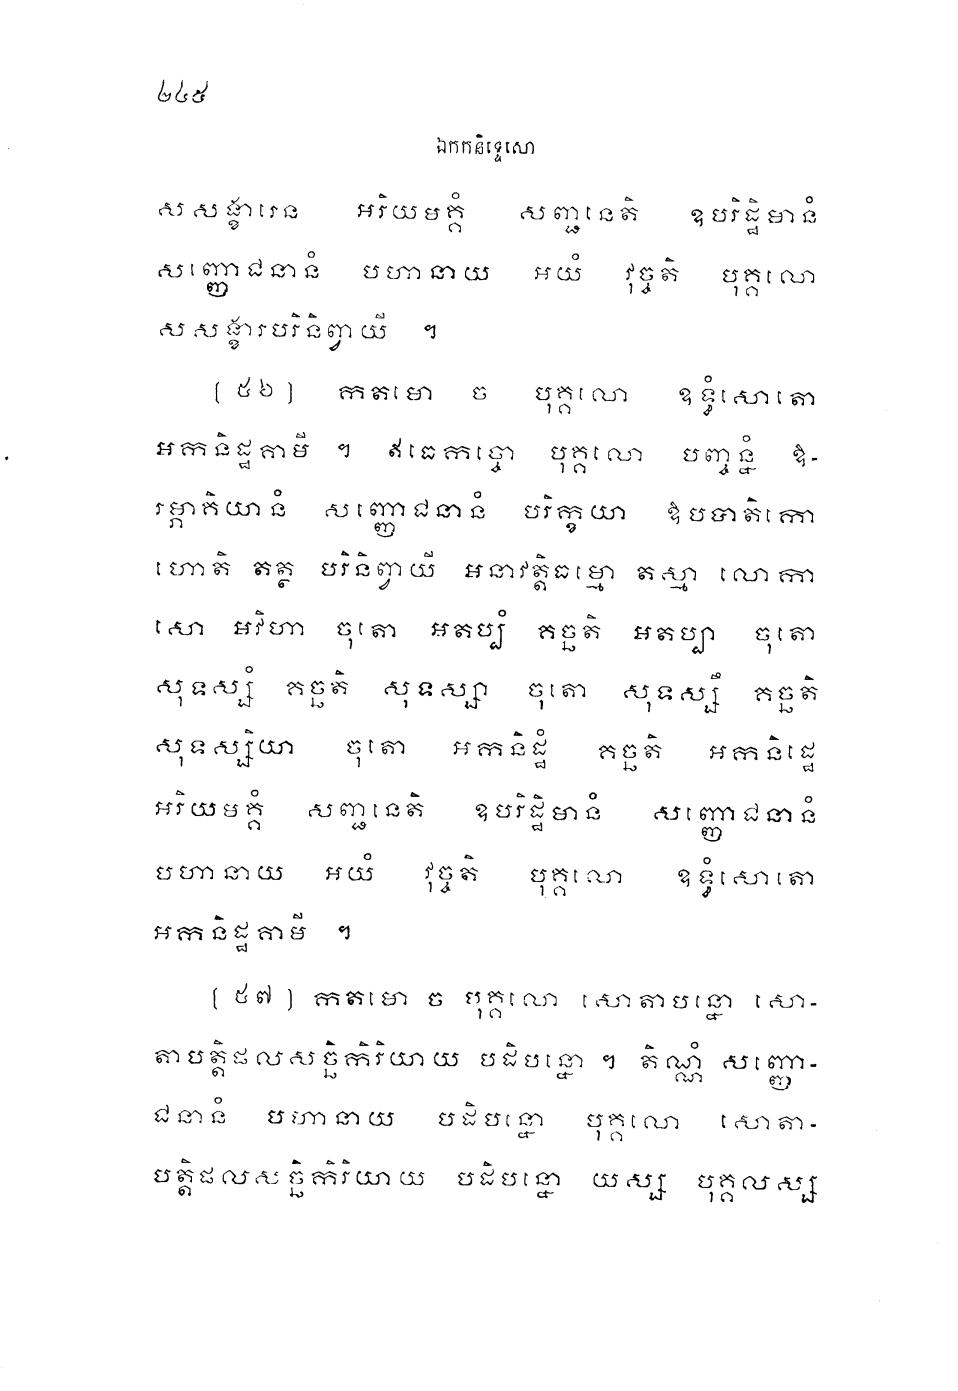 ២៤៥
ឯកកនិទ្ទេសោ
សសង្ខារេន អរិយមគ្គំ សញ្ជនេតិ ឧបរិដ្ឋិមានំ
សញ្ញោជនានំ បហានាយ អយំ វុច្ចតិ បុគ្គលោ
សសង្ខារបរិនិព្វាយី ។
(៥៦) កតមោ ច បុគ្គលោ ឧទ្ធំសោតោ
អកនិដ្ឋគាមី ។ ឥធេកច្ចោ បុគ្គលោ បញ្ចន្នំ ឱ-
រម្ភាគិយានំ សញ្ញោជនានំ បរិក្ខយា ឱបបាតិកោ
ហោតិ តត្ថ បរិនិព្វាយី អនាវត្តិធម្មោ តស្មា លោកា
សោ អវិហា ចុតោ អតប្បំ គច្ឆតិ អតប្បា ចុតោ
សុទស្សំ គច្ឆតិ សុទស្សា ចុតោ សុទស្សឹ គច្ឆតិ
សុទស្សិយា ចុតោ អកនិដ្ឋំ គច្ឆតិ អកនិដ្ឋេ
អរិយមគ្គំ សញ្ជនេតិ ឧបរិដ្ឋិមានំ សញ្ញោជនានំ
បហានាយ អយំ វុច្ចតិ បុគ្គលោ ឧទ្ធំសោតោ
អកនិដ្ឋគាមី ។
(៥៧) កតមោ ច បុគ្គលោ សោតាបន្នោ សោ-
តាបត្តិផលសច្ឆិកិរិយាយ បដិបន្នោ ។ តិណ្ណំ សញ្ញោ-
ជនានំ បហានាយ បដិបន្នោ បុគ្គលោ សោតា-
បត្តិផលសច្ឆិកិរិយាយ បដិបន្នោ យស្ស បុគ្គលស្ស